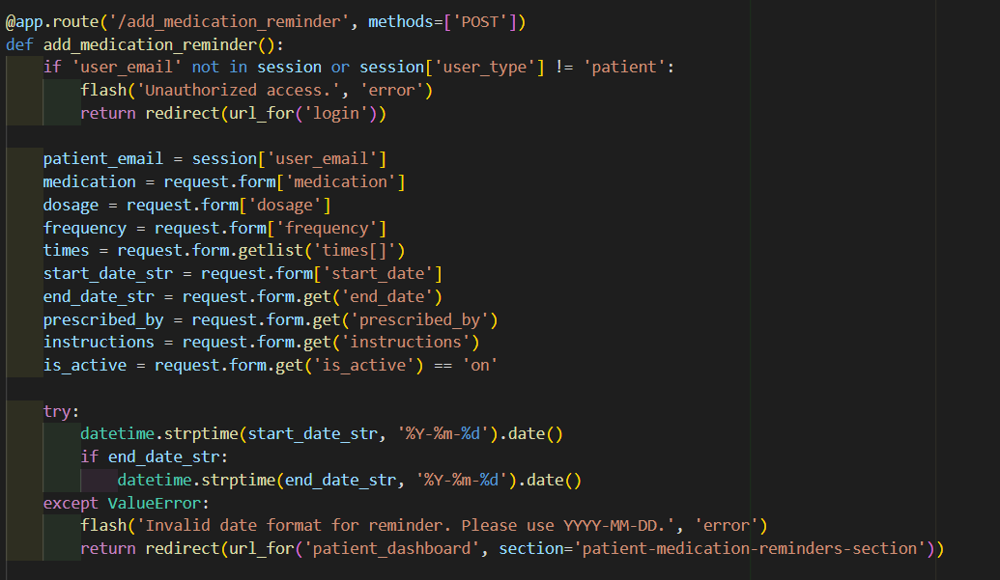 @app.route('/add_medication_reminder', methods=['POST'])
def add_medication_reminder():
    if 'user_email' not in session or session['user_type'] != 'patient':
        flash('Unauthorized access.', 'error')
        return redirect(url_for('login'))

    patient_email = session['user_email']
    medication = request.form['medication']
    dosage = request.form['dosage']
    frequency = request.form['frequency']
    times = request.form.getlist('times[]')
    start_date_str = request.form['start_date']
    end_date_str = request.form.get('end_date')
    prescribed_by = request.form.get('prescribed_by')
    instructions = request.form.get('instructions')
    is_active = request.form.get('is_active') == 'on'

    try:
        datetime.strptime(start_date_str, '%Y-%m-%d').date()
        if end_date_str:
            datetime.strptime(end_date_str, '%Y-%m-%d').date()
    except ValueError:
        flash('Invalid date format for reminder. Please use YYYY-MM-DD.', 'error')
        return redirect(url_for('patient_dashboard', section='patient-medication-reminders-section'))